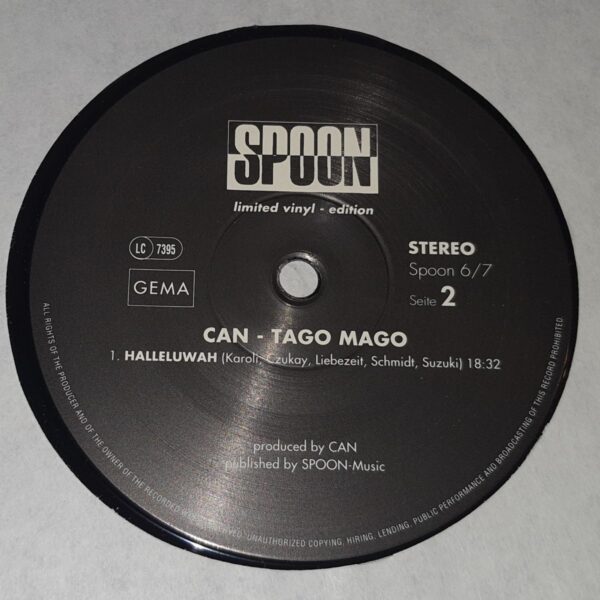 SPOON
limited vinyl - edition
LC 7395
GEMA
STEREO
Spoon 6/7
Seite 2
CAN - TAGO MAGO
1. HALLELUWAH (Karoli, Czukay, Liebezeit, Schmidt, Suzuki) 18:32
produced by CAN
published by SPOON-Music
ALL RIGHTS OF THE PRODUCER AND OF THE OWNER OF THE RECORDED WORK RESERVED. UNAUTHORIZED COPYING, HIRING, LENDING, PUBLIC PERFORMANCE AND BROADCASTING OF THIS RECORD PROHIBITED.